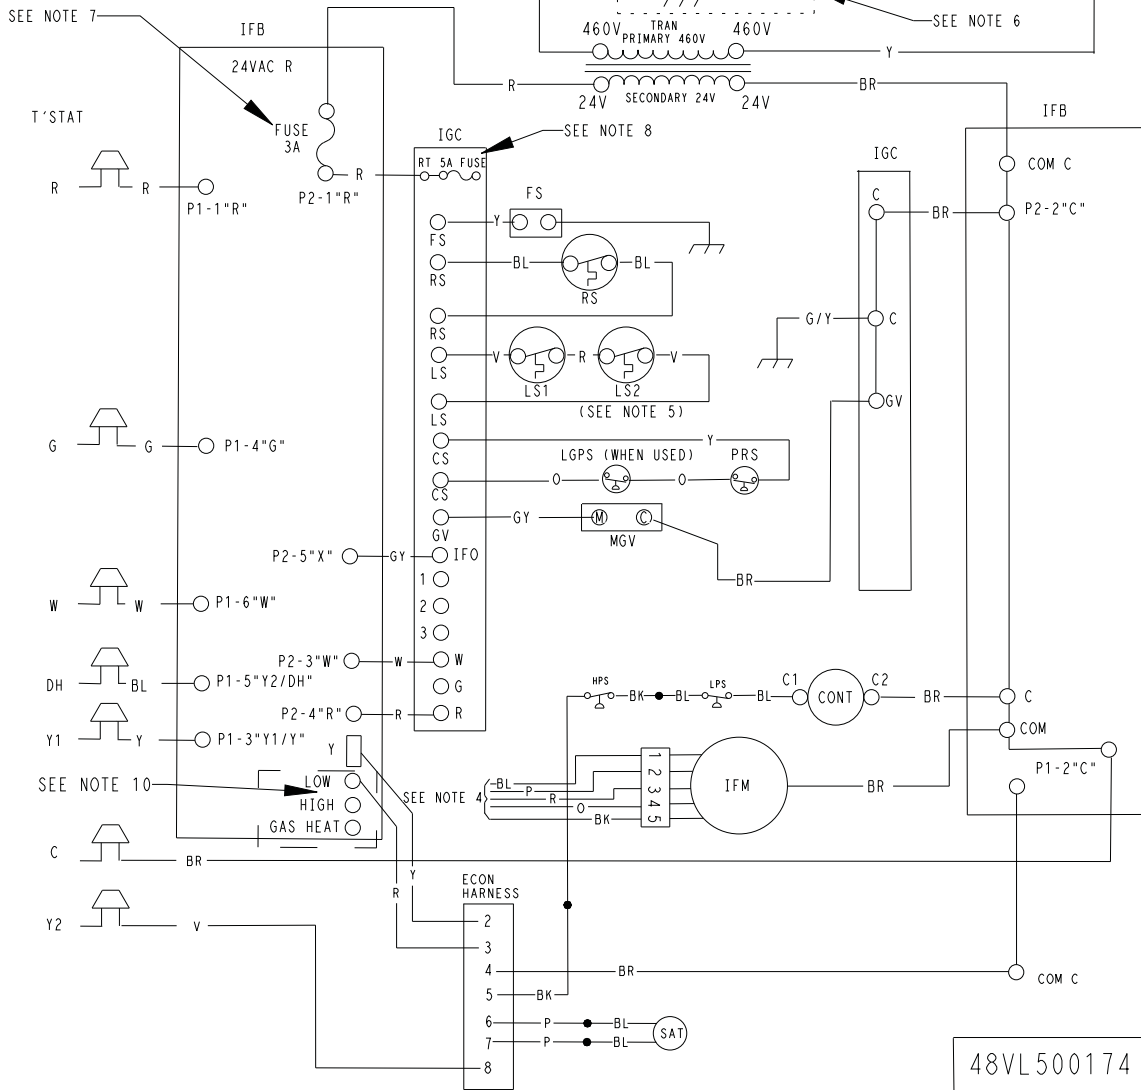 SEE NOTE 7
IFB
24VAC R
460V
TRAN
PRIMARY 460V
460V
SEE NOTE 6
Y
R
24V
SECONDARY 24V
24V
BR
IFB
T'STAT
FUSE
3A
IGC
SEE NOTE 8
RT 5A FUSE
IGC
COM C
R
R
P1-1"R"
P2-1"R"
R
FS
C
BR
P2-2"C"
FS
Y
BL
BL
RS
RS
RS
G/Y
C
V
R
V
LS
LS1
LS2
(SEE NOTE 5)
LS
GV
G
G
P1-4"G"
Y
CS
LGPS (WHEN USED)
PRS
O
O
CS
GY
M
C
GV
MGV
P2-5"X"
GY
IFO
BR
1
2
3
W
W
P1-6"W"
P2-3"W"
W
W
DH
BL
P1-5"Y2/DH"
G
HPS
BK
BL
LPS
BL
C1
CONT
C2
BR
C
P2-4"R"
R
R
Y1
Y
P1-3"Y1/Y"
Y
COM
SEE NOTE 10
LOW
HIGH
GAS HEAT
SEE NOTE 4
BL
P
R
O
BK
1
2
3
4
5
IFM
BR
P1-2"C"
C
BR
R
Y
ECON
HARNESS
Y2
V
2
3
4
BR
COM C
5
BK
6
P
BL
SAT
7
P
BL
8
48VL500174